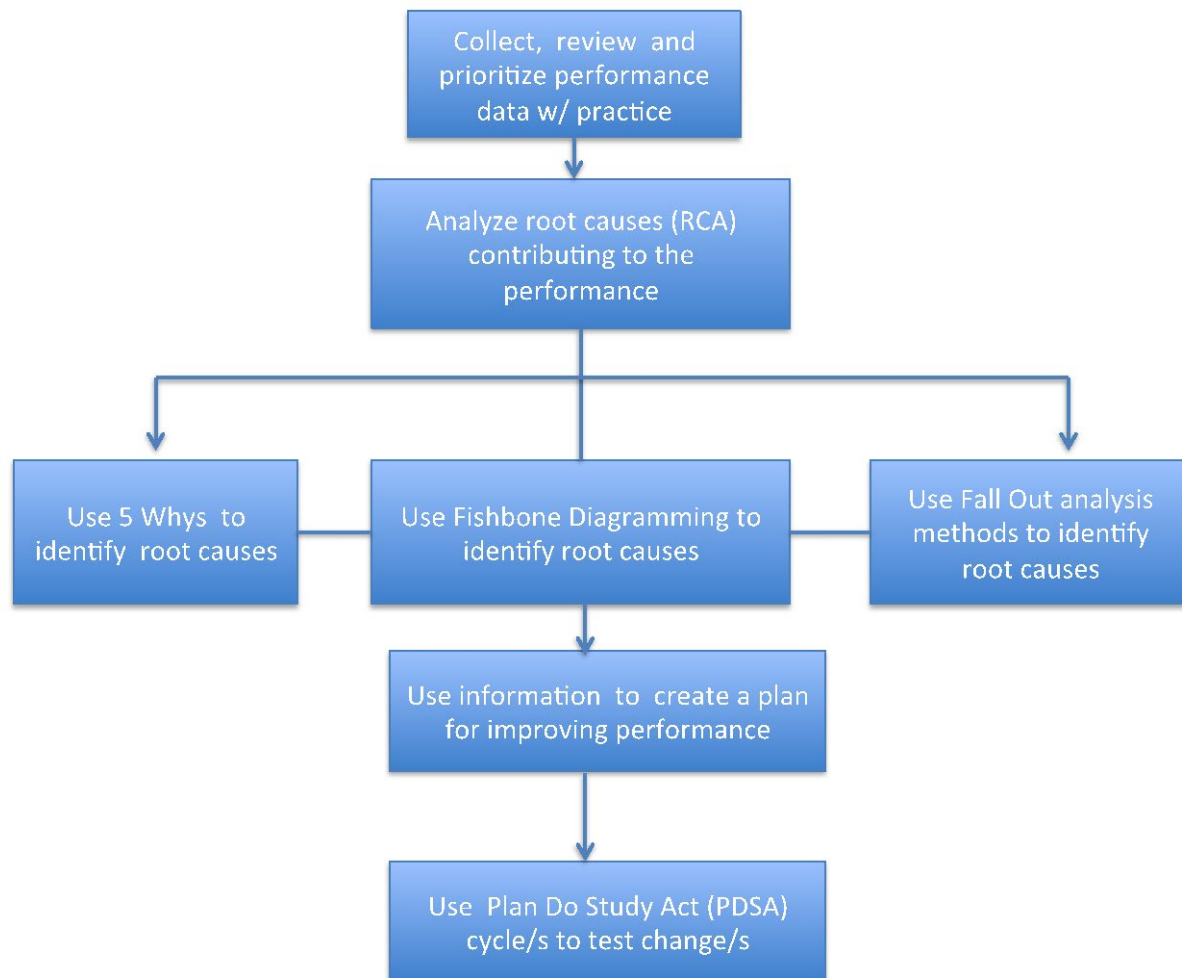 Collect, review and
prioritize performance
data w/ practice
Analyze root causes (RCA)
contributing to the
performance
Use 5 Whys to
identify root causes
Use Fishbone Diagramming to
identify root causes
Use Fall Out analysis
methods to identify
root causes
Use information to create a plan
for improving performance
Use Plan Do Study Act (PDSA)
cycle/s to test change/s